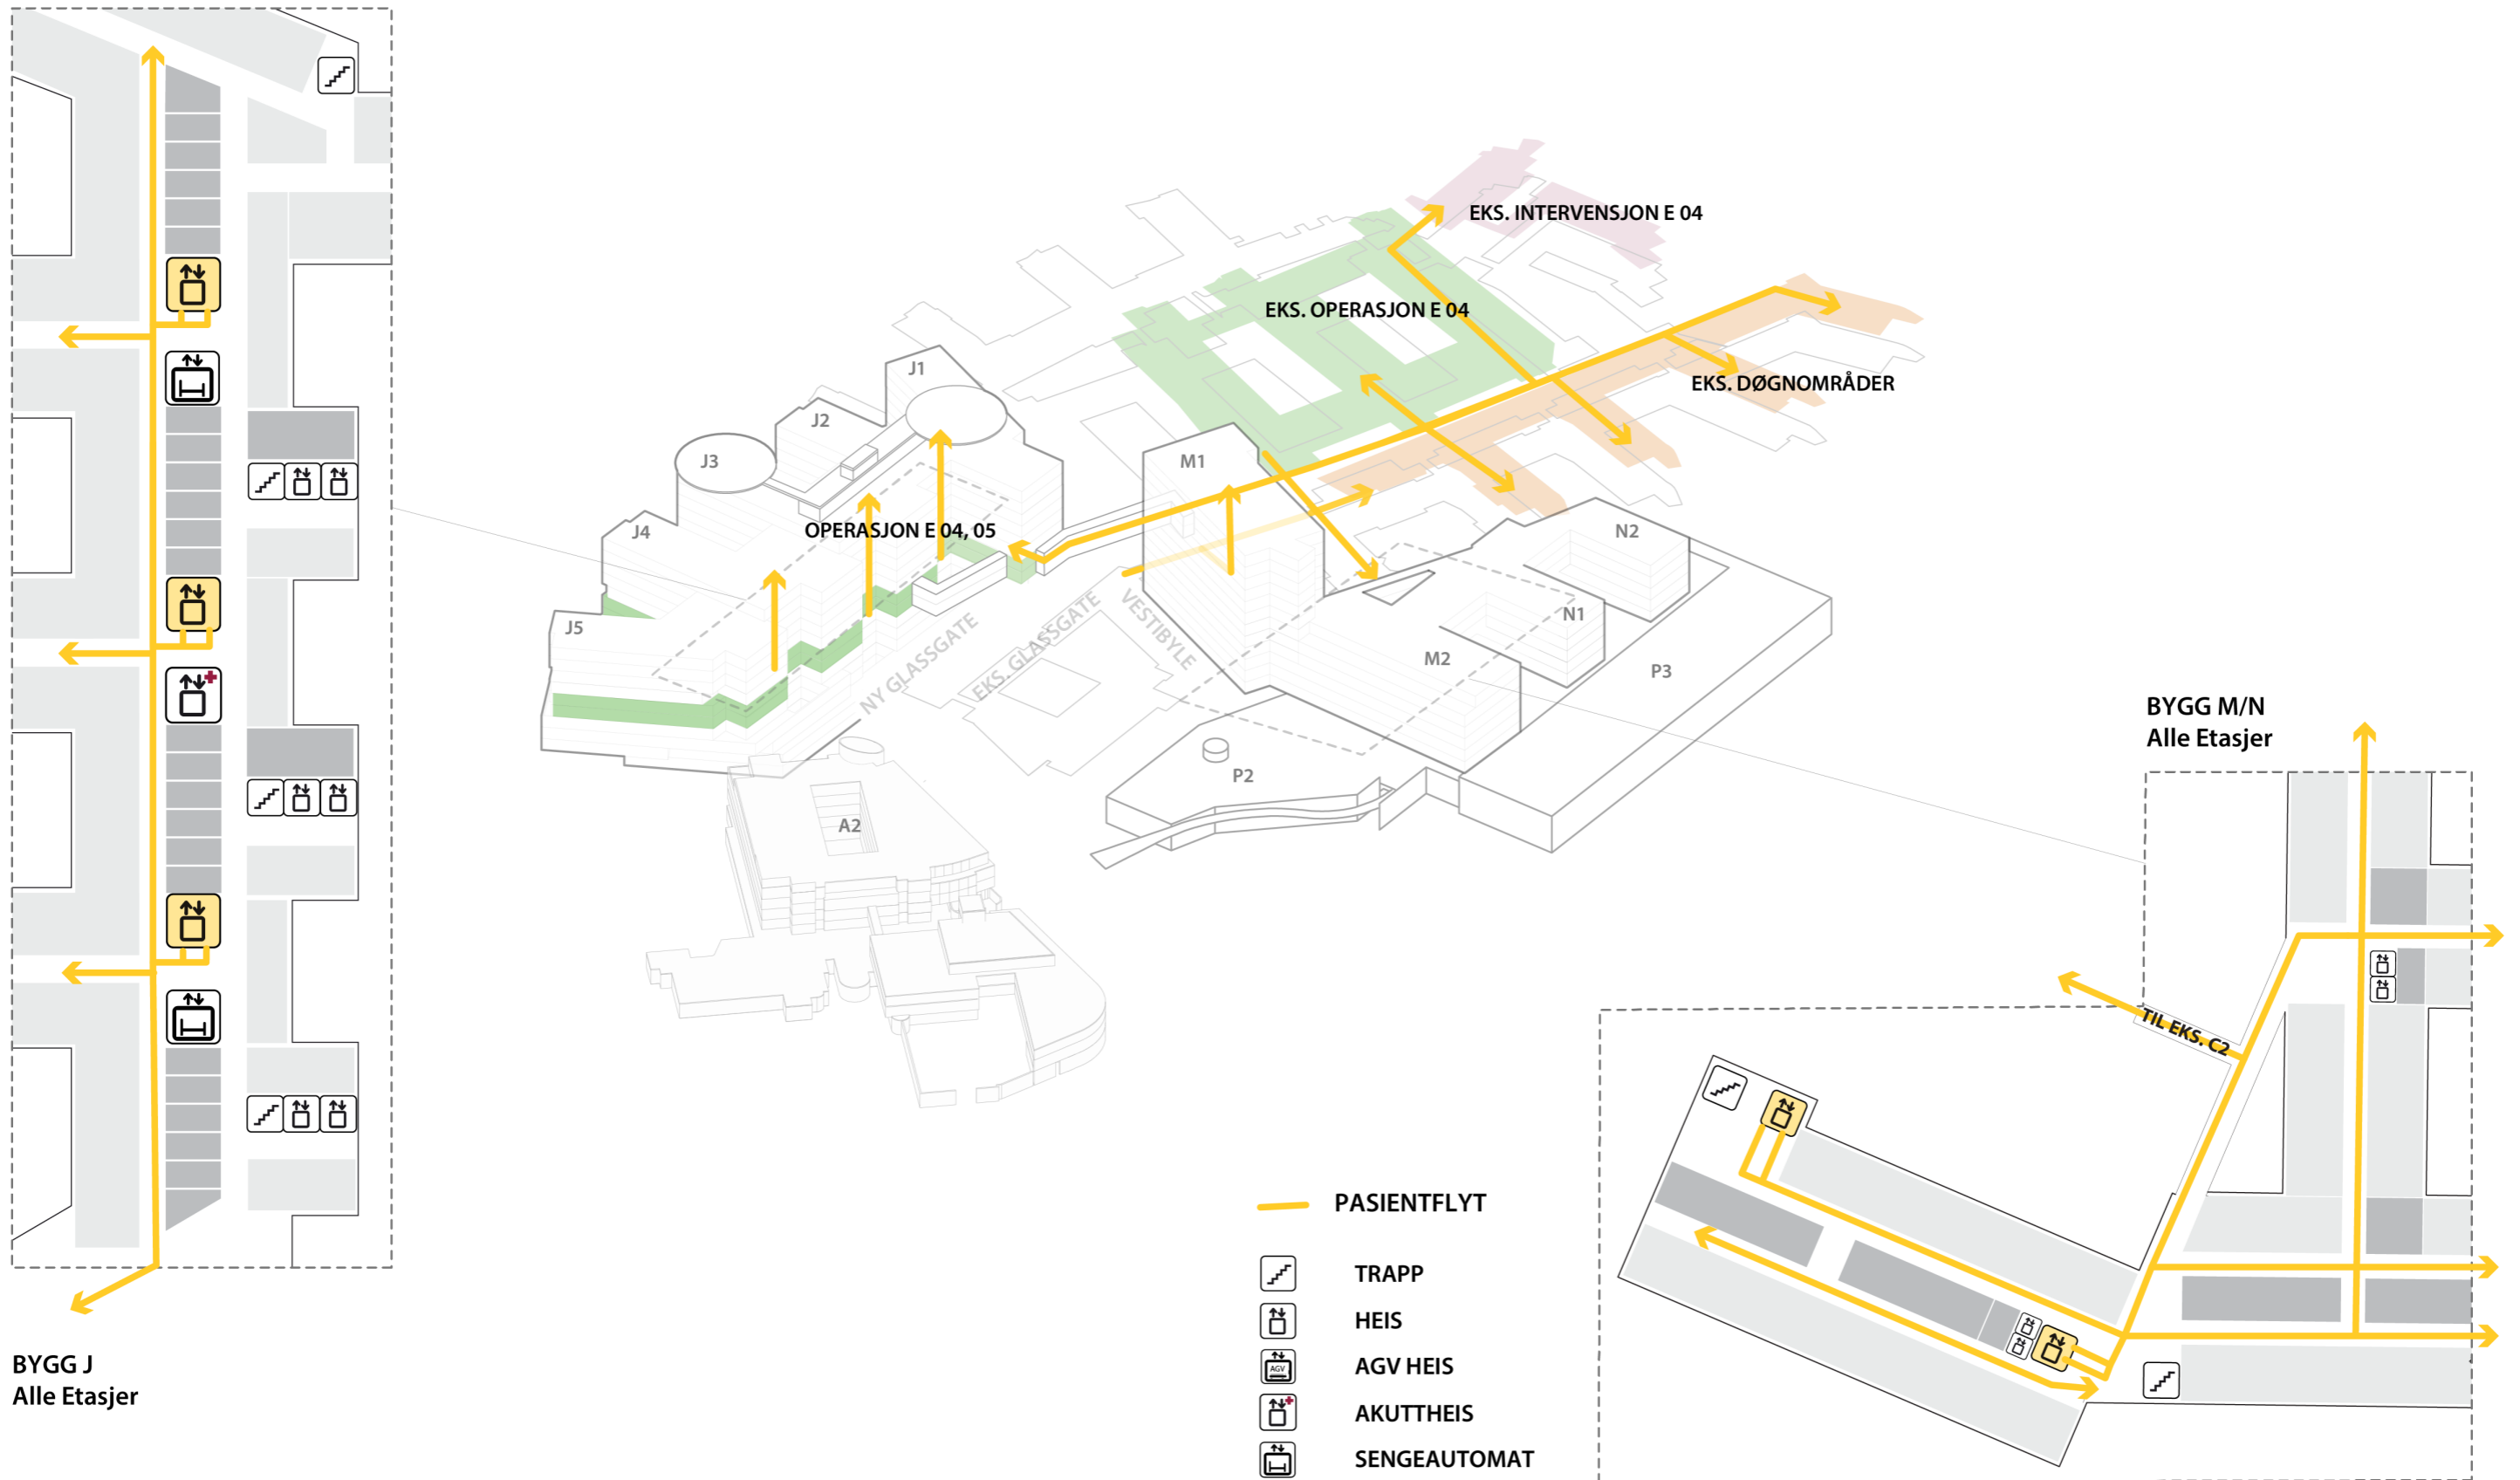 EKS. INTERVENSJON E 04
EKS. OPERASJON E 04
EKS. DØGNOMRÅDER
J1
J2
J3
J4
J5
M1
OPERASJON E 04, 05
N2
N1
M2
P3
NY GLASSGATE
EKS. GLASSGATE
VESTIBYLE
P2
A2
BYGG M/N
Alle Etasjer
TIL EKS. C2
BYGG J
Alle Etasjer
PASIENTFLYT
TRAPP
HEIS
AGV
AGV HEIS
AKUTTHEIS
SENGEAUTOMAT